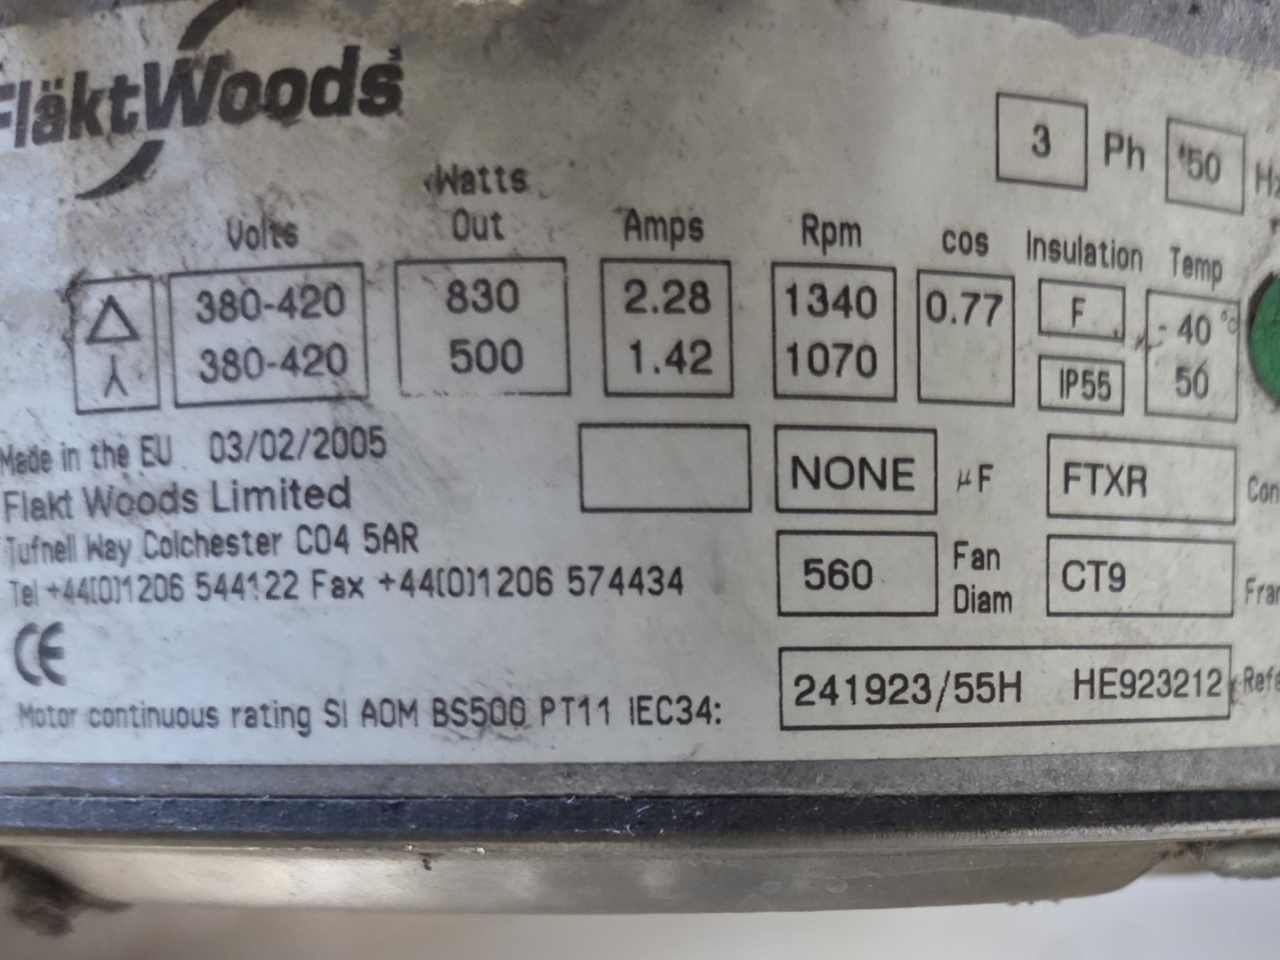 FläktWoods
3 Ph 50 Hz
Watts
Volts Out Amps Rpm cos Insulation Temp
Δ 380-420 830 2.28 1340 0.77 F -40 °C
380-420 500 1.42 1070 IP55 50
Made in the EU 03/02/2005
NONE µF FTXR
Flakt Woods Limited
Tufnell Way Colchester CO4 5AR
560 Fan Diam CT9
Tel +44(0)1206 544122 Fax +44(0)1206 574434
CE
241923/55H HE923212
Motor continuous rating SI AOM BS500 PT11 IEC34: